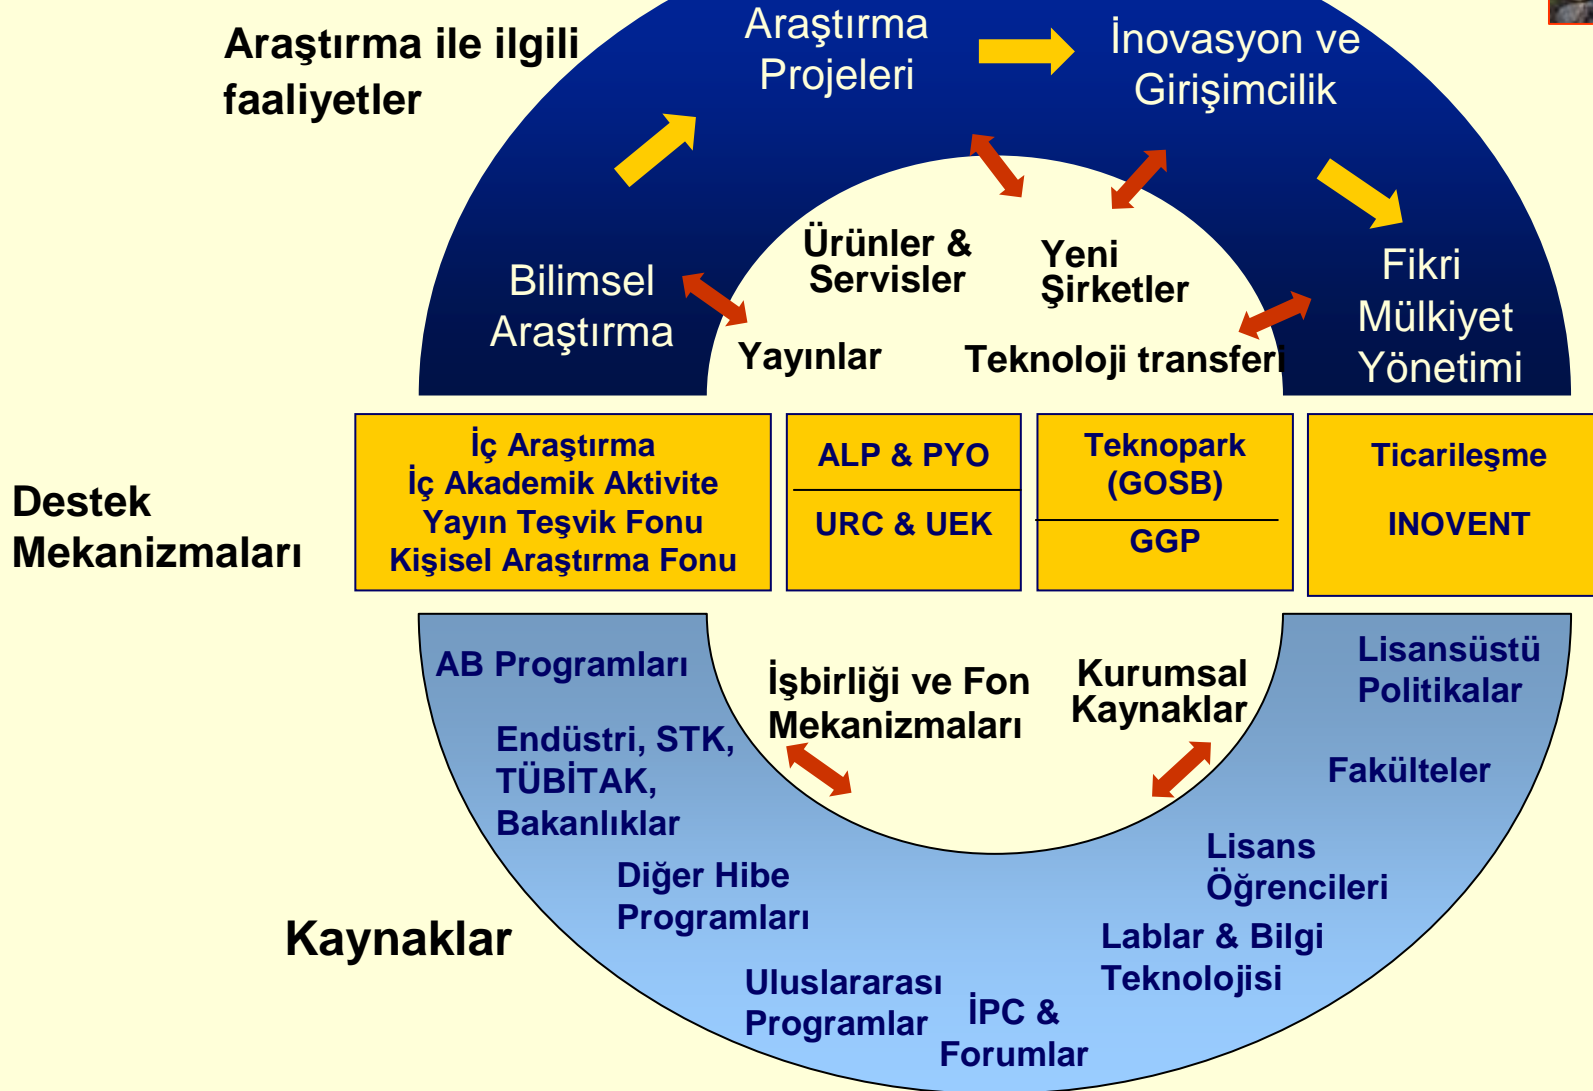 Araştırma ile ilgili
faaliyetler
Araştırma
Projeleri
İnovasyon ve
Girişimcilik
Bilimsel
Araştırma
Fikri
Mülkiyet
Yönetimi
Ürünler &
Servisler
Yeni
Şirketler
Yayınlar
Teknoloji transferi
Destek
Mekanizmaları
İç Araştırma
İç Akademik Aktivite
Yayın Teşvik Fonu
Kişisel Araştırma Fonu
ALP & PYO
URC & UEK
Teknopark
(GOSB)
GGP
Ticarileşme
INOVENT
AB Programları
İşbirliği ve Fon
Mekanizmaları
Kurumsal
Kaynaklar
Lisansüstü
Politikalar
Endüstri, STK,
TÜBİTAK,
Bakanlıklar
Fakülteler
Diğer Hibe
Programları
Lisans
Öğrencileri
Kaynaklar
Lablar & Bilgi
Teknolojisi
Uluslararası
Programlar
İPC &
Forumlar